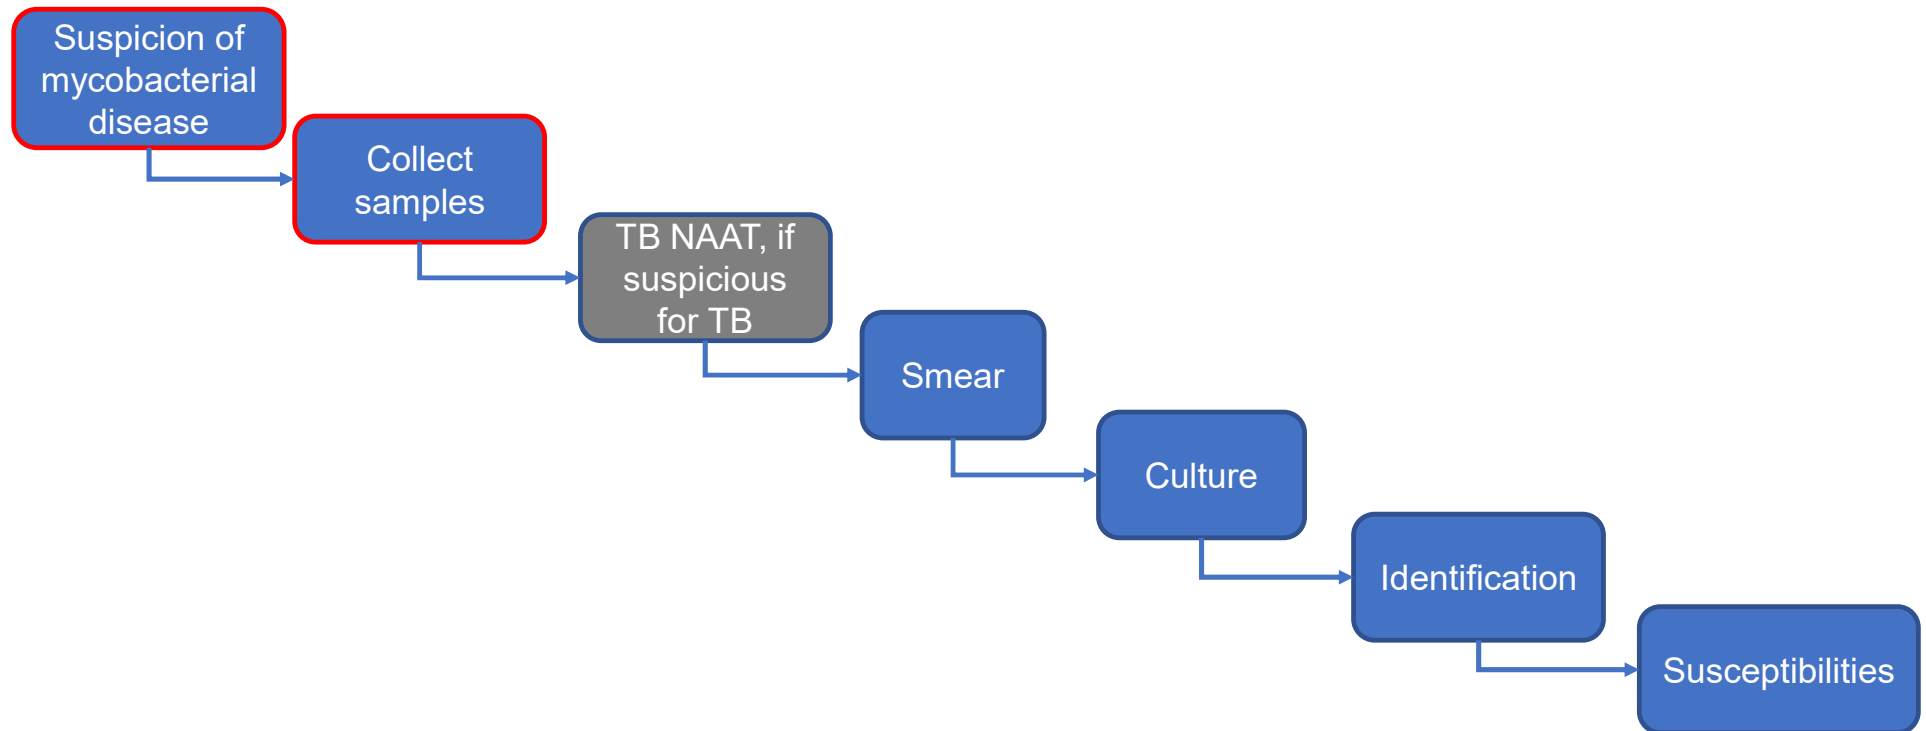 Suspicion of
mycobacterial
disease
Collect
samples
TB NAAT, if
suspicious
for TB
Smear
Culture
Identification
Susceptibilities